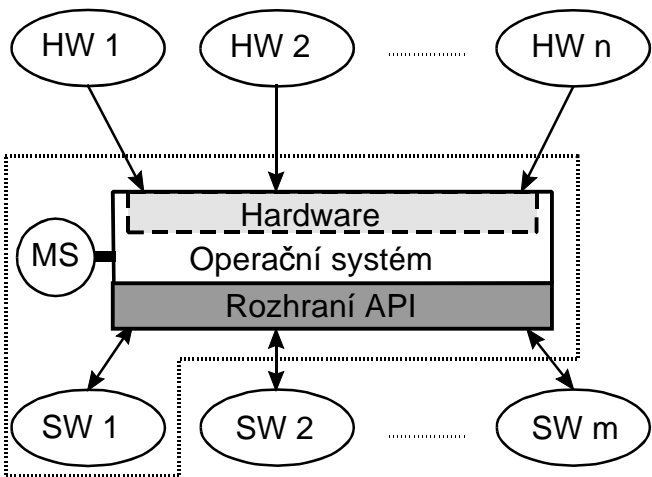 HW 1
HW 2
HW n
Hardware
MS
Operační systém
Rozhraní API
SW 1
SW 2
SW m